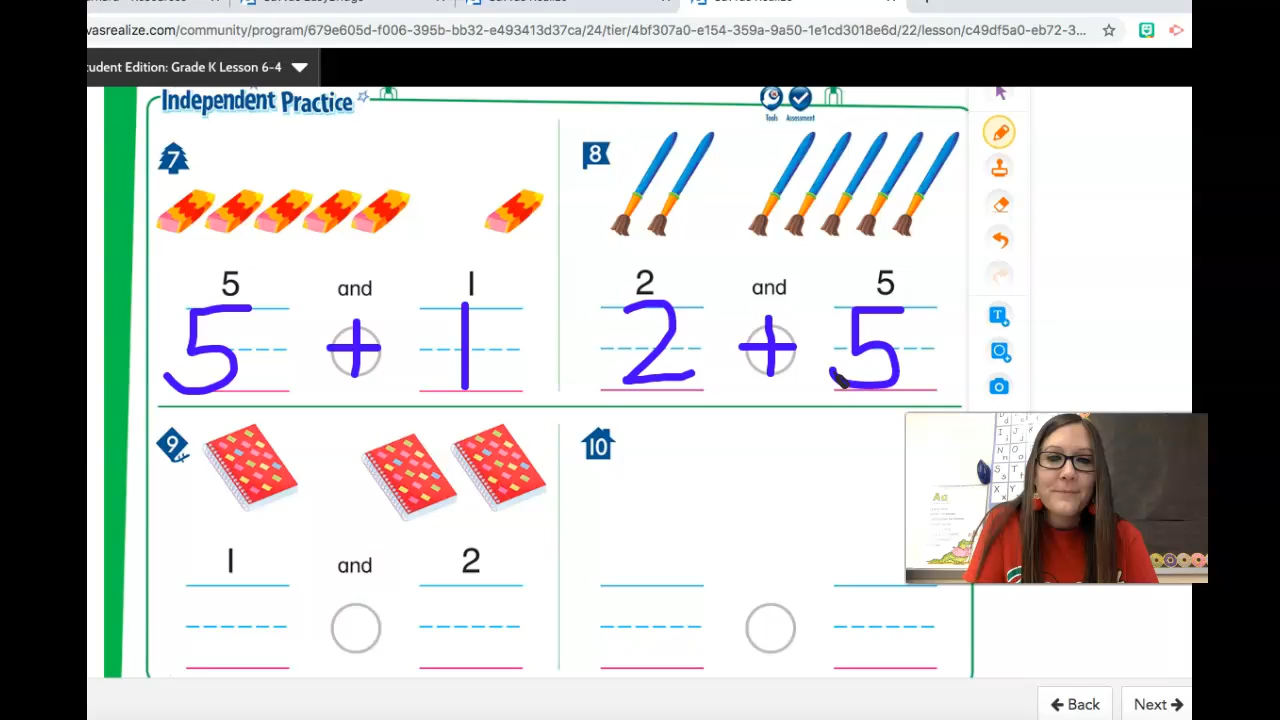 vasrealize.com/community/program/679e605d-f006-395b-bb32-e493413d37ca/24/tier/4bf307a0-e154-359a-9a50-1e1cd3018e6d/22/lesson/c49df5a0-eb72-3...
tudent Edition: Grade K Lesson 6-4
Independent Practice
Tools
Assessment
7
5 and 1
5 + 1
8
2 and 5
2 + 5
9
1 and 2
10
Aa
Back
Next